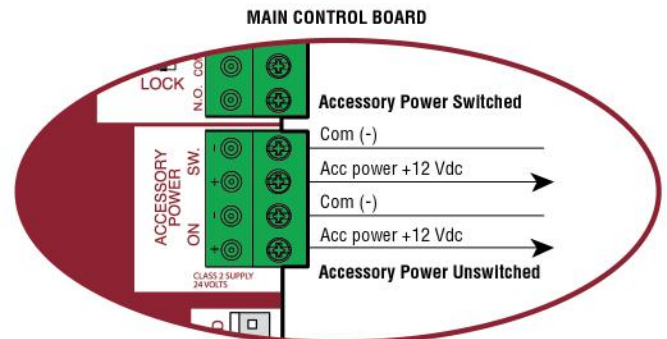 MAIN CONTROL BOARD
LOCK
N.O. COM
Accessory Power Switched
Com (-)
Acc power +12 Vdc
Com (-)
Acc power +12 Vdc
Accessory Power Unswitched
ACCESSORY
POWER
ON SW.
- + - +
CLASS 2 SUPPLY
24 VOLTS